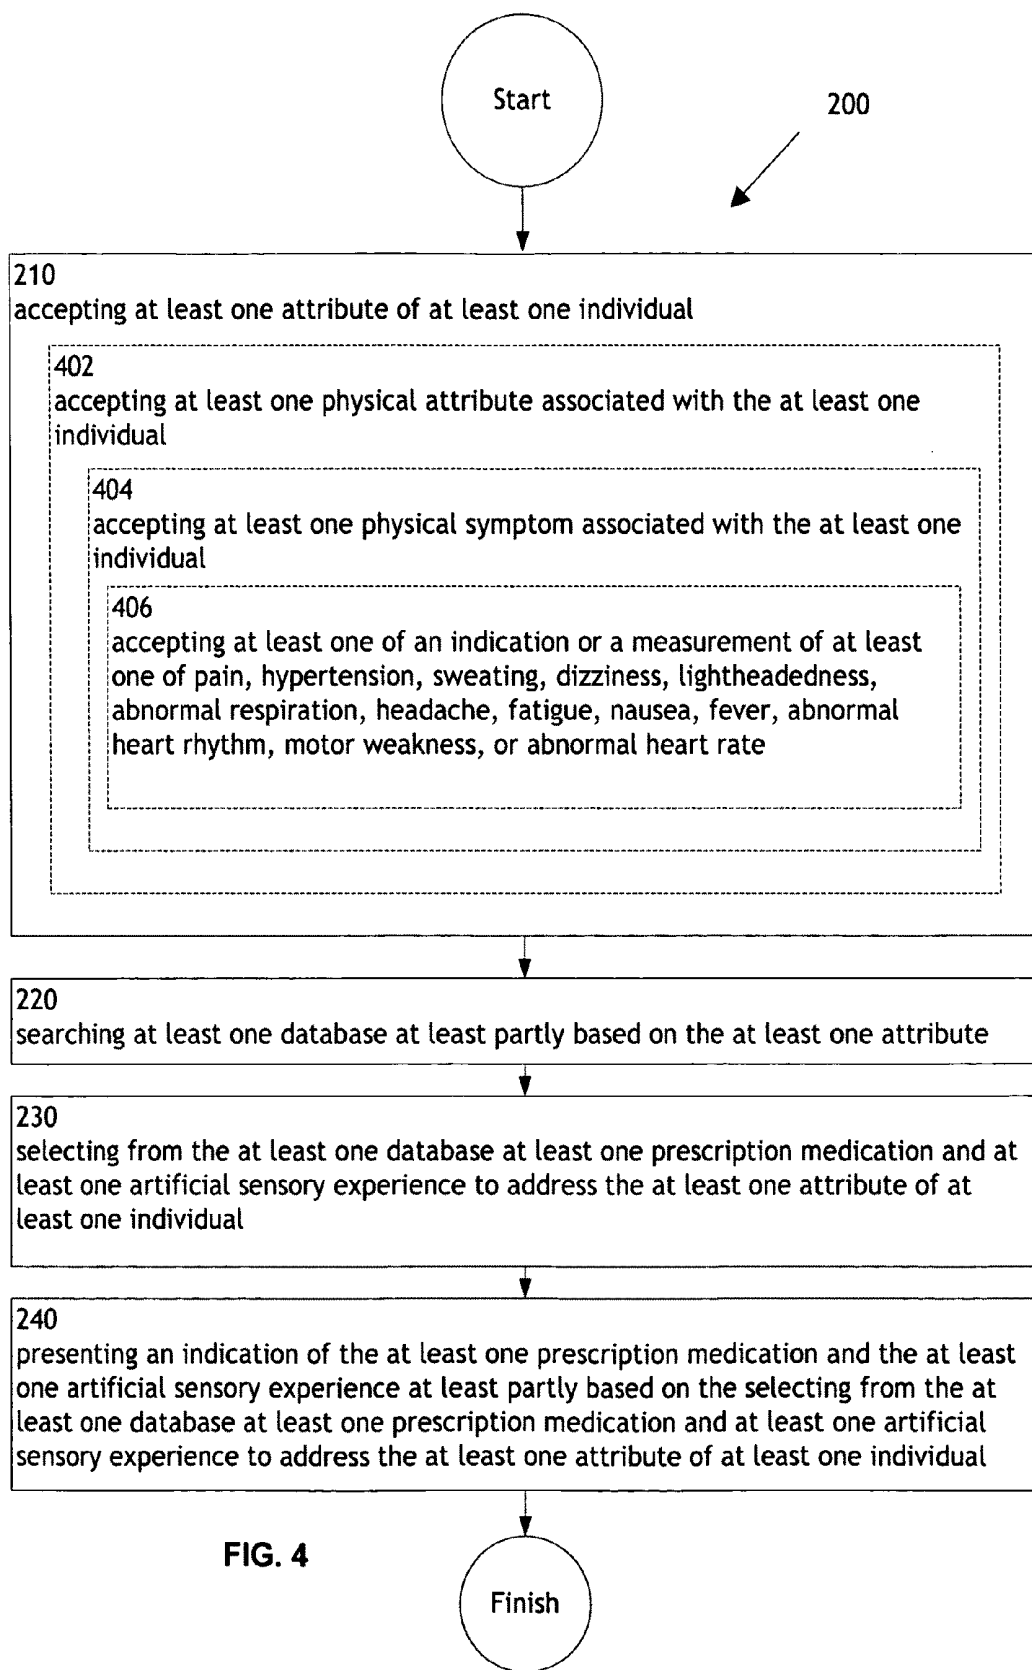 Start
200
210
accepting at least one attribute of at least one individual
402
accepting at least one physical attribute associated with the at least one
individual
404
accepting at least one physical symptom associated with the at least one
individual
406
accepting at least one of an indication or a measurement of at least
one of pain, hypertension, sweating, dizziness, lightheadedness,
abnormal respiration, headache, fatigue, nausea, fever, abnormal
heart rhythm, motor weakness, or abnormal heart rate
220
searching at least one database at least partly based on the at least one attribute
230
selecting from the at least one database at least one prescription medication and at
least one artificial sensory experience to address the at least one attribute of at
least one individual
240
presenting an indication of the at least one prescription medication and the at least
one artificial sensory experience at least partly based on the selecting from the at
least one database at least one prescription medication and at least one artificial
sensory experience to address the at least one attribute of at least one individual
FIG. 4
Finish